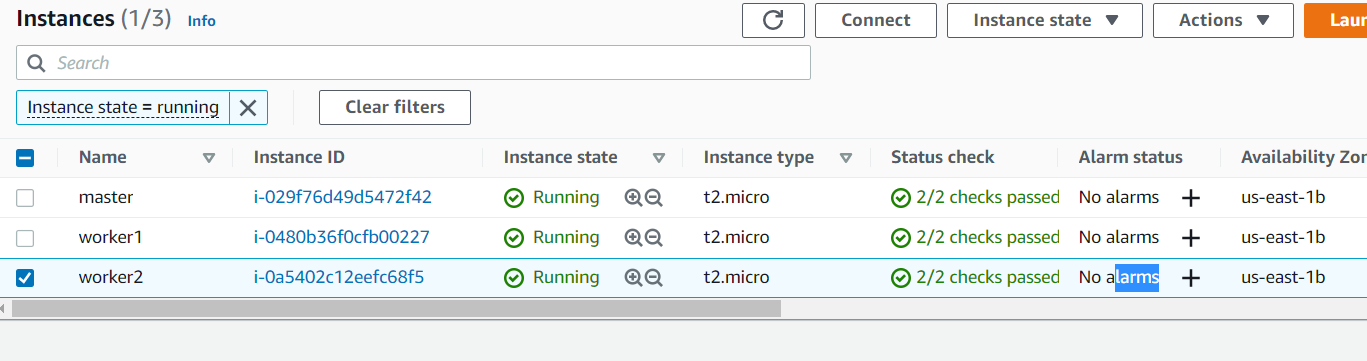 Instances (1/3) Info
Connect Instance state Actions
Search
Instance state = running
Clear filters
Name Instance ID Instance state Instance type Status check Alarm status Availability Zon
master i-029f76d49d5472f42 Running t2.micro 2/2 checks passed No alarms us-east-1b
worker1 i-0480b36f0cfb00227 Running t2.micro 2/2 checks passed No alarms us-east-1b
worker2 i-0a5402c12eefc68f5 Running t2.micro 2/2 checks passed No alarms us-east-1b